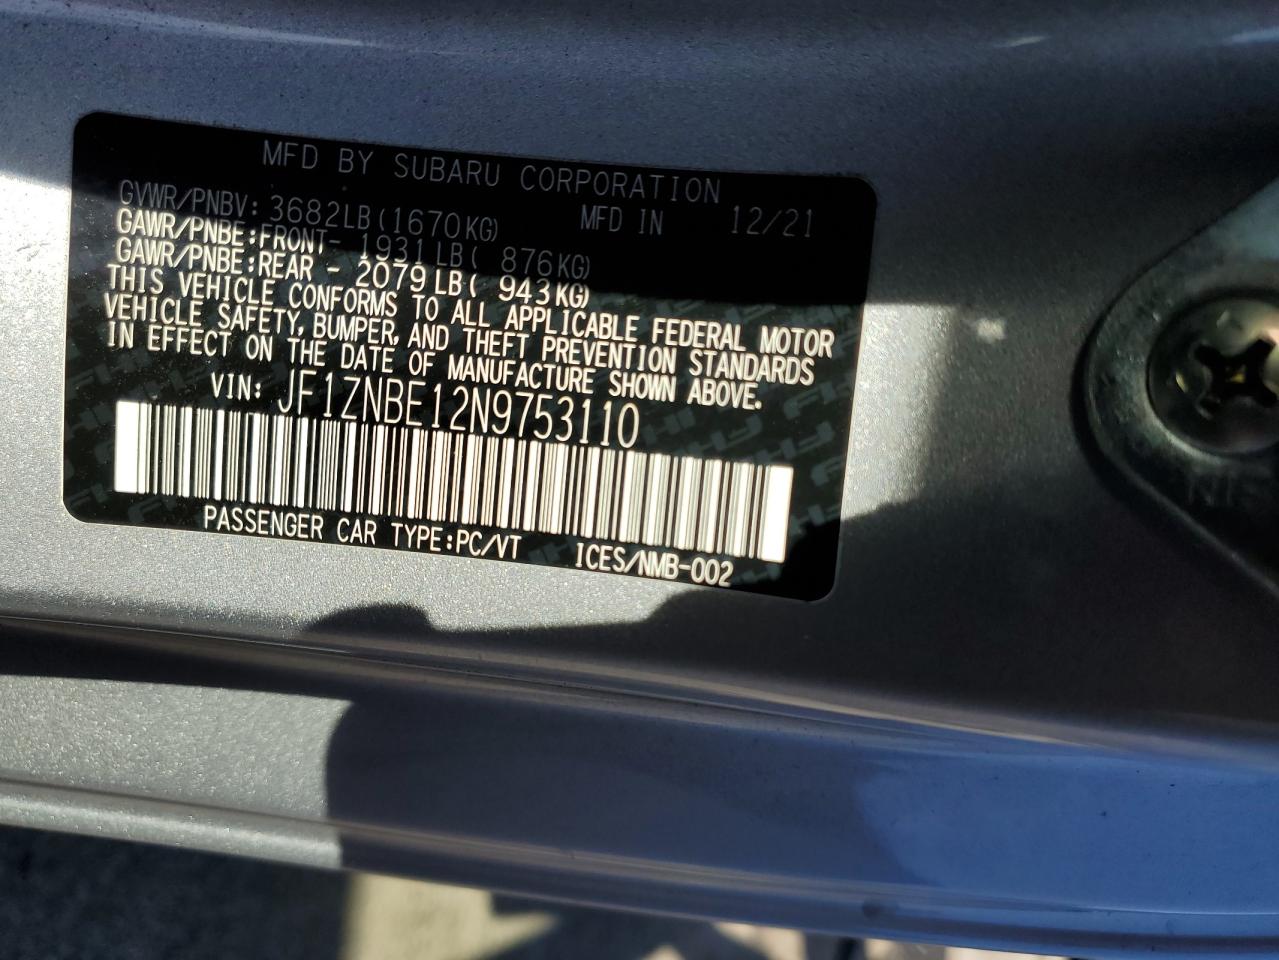 MFD BY SUBARU CORPORATION
GVWR/PNBV: 3682LB(1670KG) MFD IN 12/21
GAWR/PNBE:FRONT- 1931LB( 876KG)
GAWR/PNBE:REAR - 2079LB( 943KG)
THIS VEHICLE CONFORMS TO ALL APPLICABLE FEDERAL MOTOR
VEHICLE SAFETY, BUMPER, AND THEFT PREVENTION STANDARDS
IN EFFECT ON THE DATE OF MANUFACTURE SHOWN ABOVE.
VIN: JF1ZNBE12N9753110
PASSENGER CAR TYPE:PC/VT ICES/NMB-002